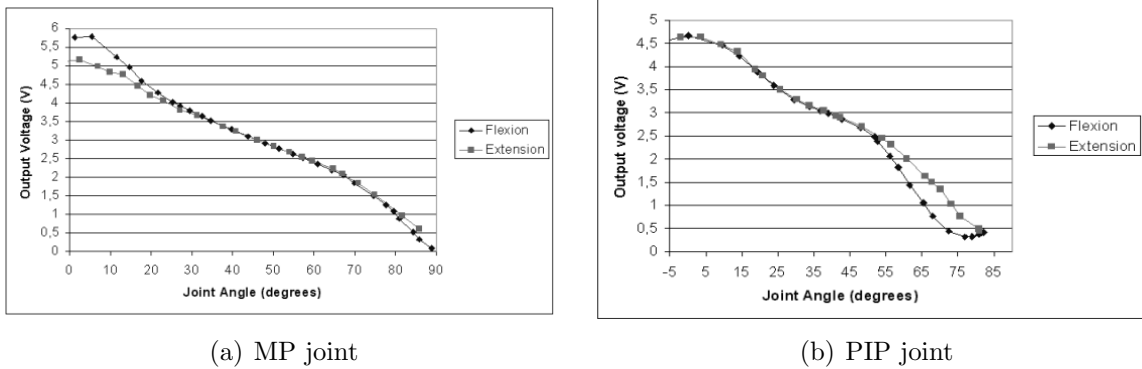 Output Voltage (V)
6
5,5
5
4,5
4
3,5
3
2,5
2
1,5
1
0,5
0
0 10 20 30 40 50 60 70 80 90
Joint Angle (degrees)
Flexion
Extension
(a) MP joint
Output voltage (V)
5
4,5
4
3,5
3
2,5
2
1,5
1
0,5
0
-5 5 15 25 35 45 55 65 75 85
Joint Angle (degrees)
Flexion
Extension
(b) PIP joint